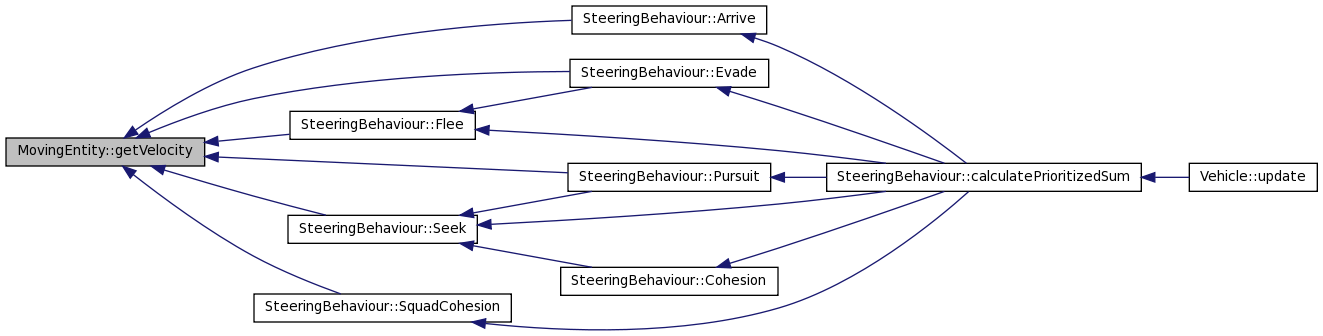 SteeringBehaviour::Arrive
SteeringBehaviour::Evade
SteeringBehaviour::Flee
MovingEntity::getVelocity
SteeringBehaviour::Pursuit
SteeringBehaviour::calculatePrioritizedSum
Vehicle::update
SteeringBehaviour::Seek
SteeringBehaviour::Cohesion
SteeringBehaviour::SquadCohesion